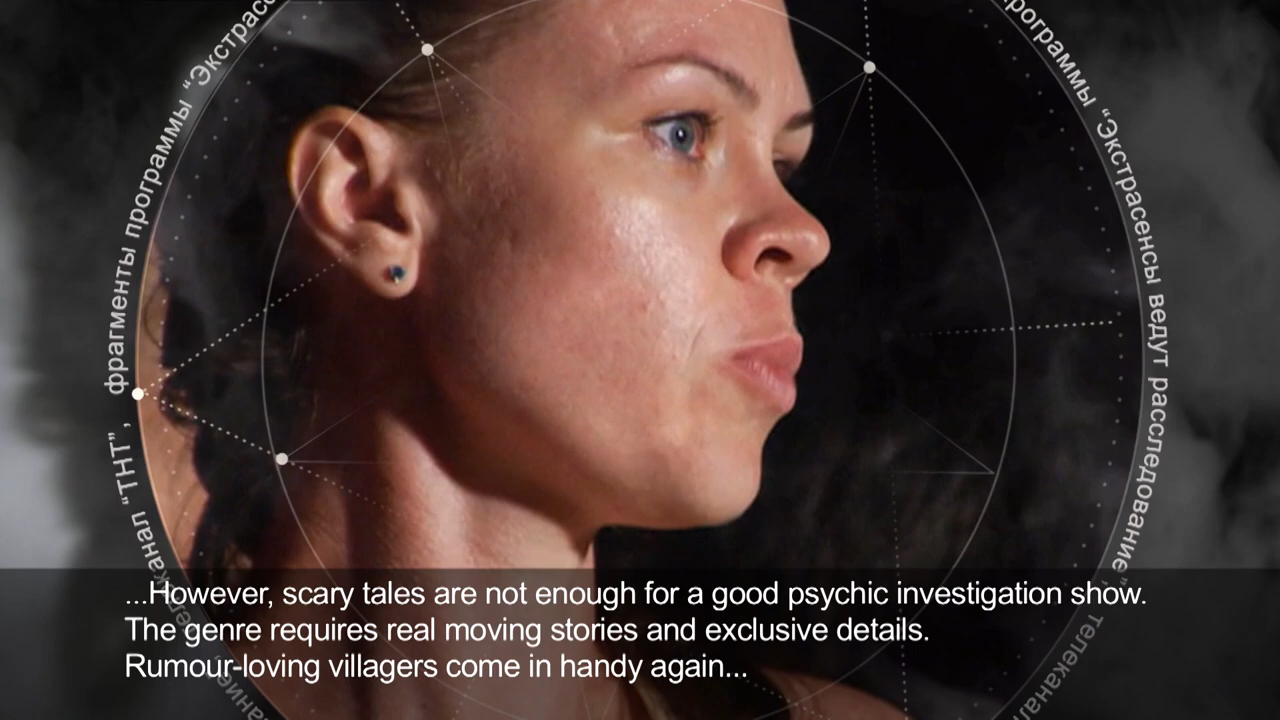 фрагменты программы "Экстрасе
программы "Экстрасенсы ведут расследование", телеканал
телеканал "ТНТ",
...However, scary tales are not enough for a good psychic investigation show.
The genre requires real moving stories and exclusive details.
Rumour-loving villagers come in handy again...